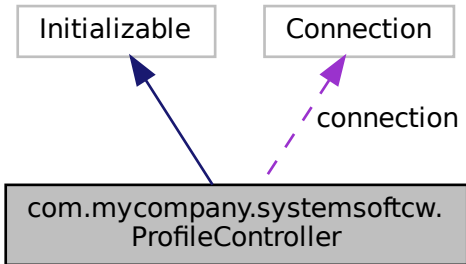 Initializable
Connection
connection
com.mycompany.systemsoftcw.
ProfileController